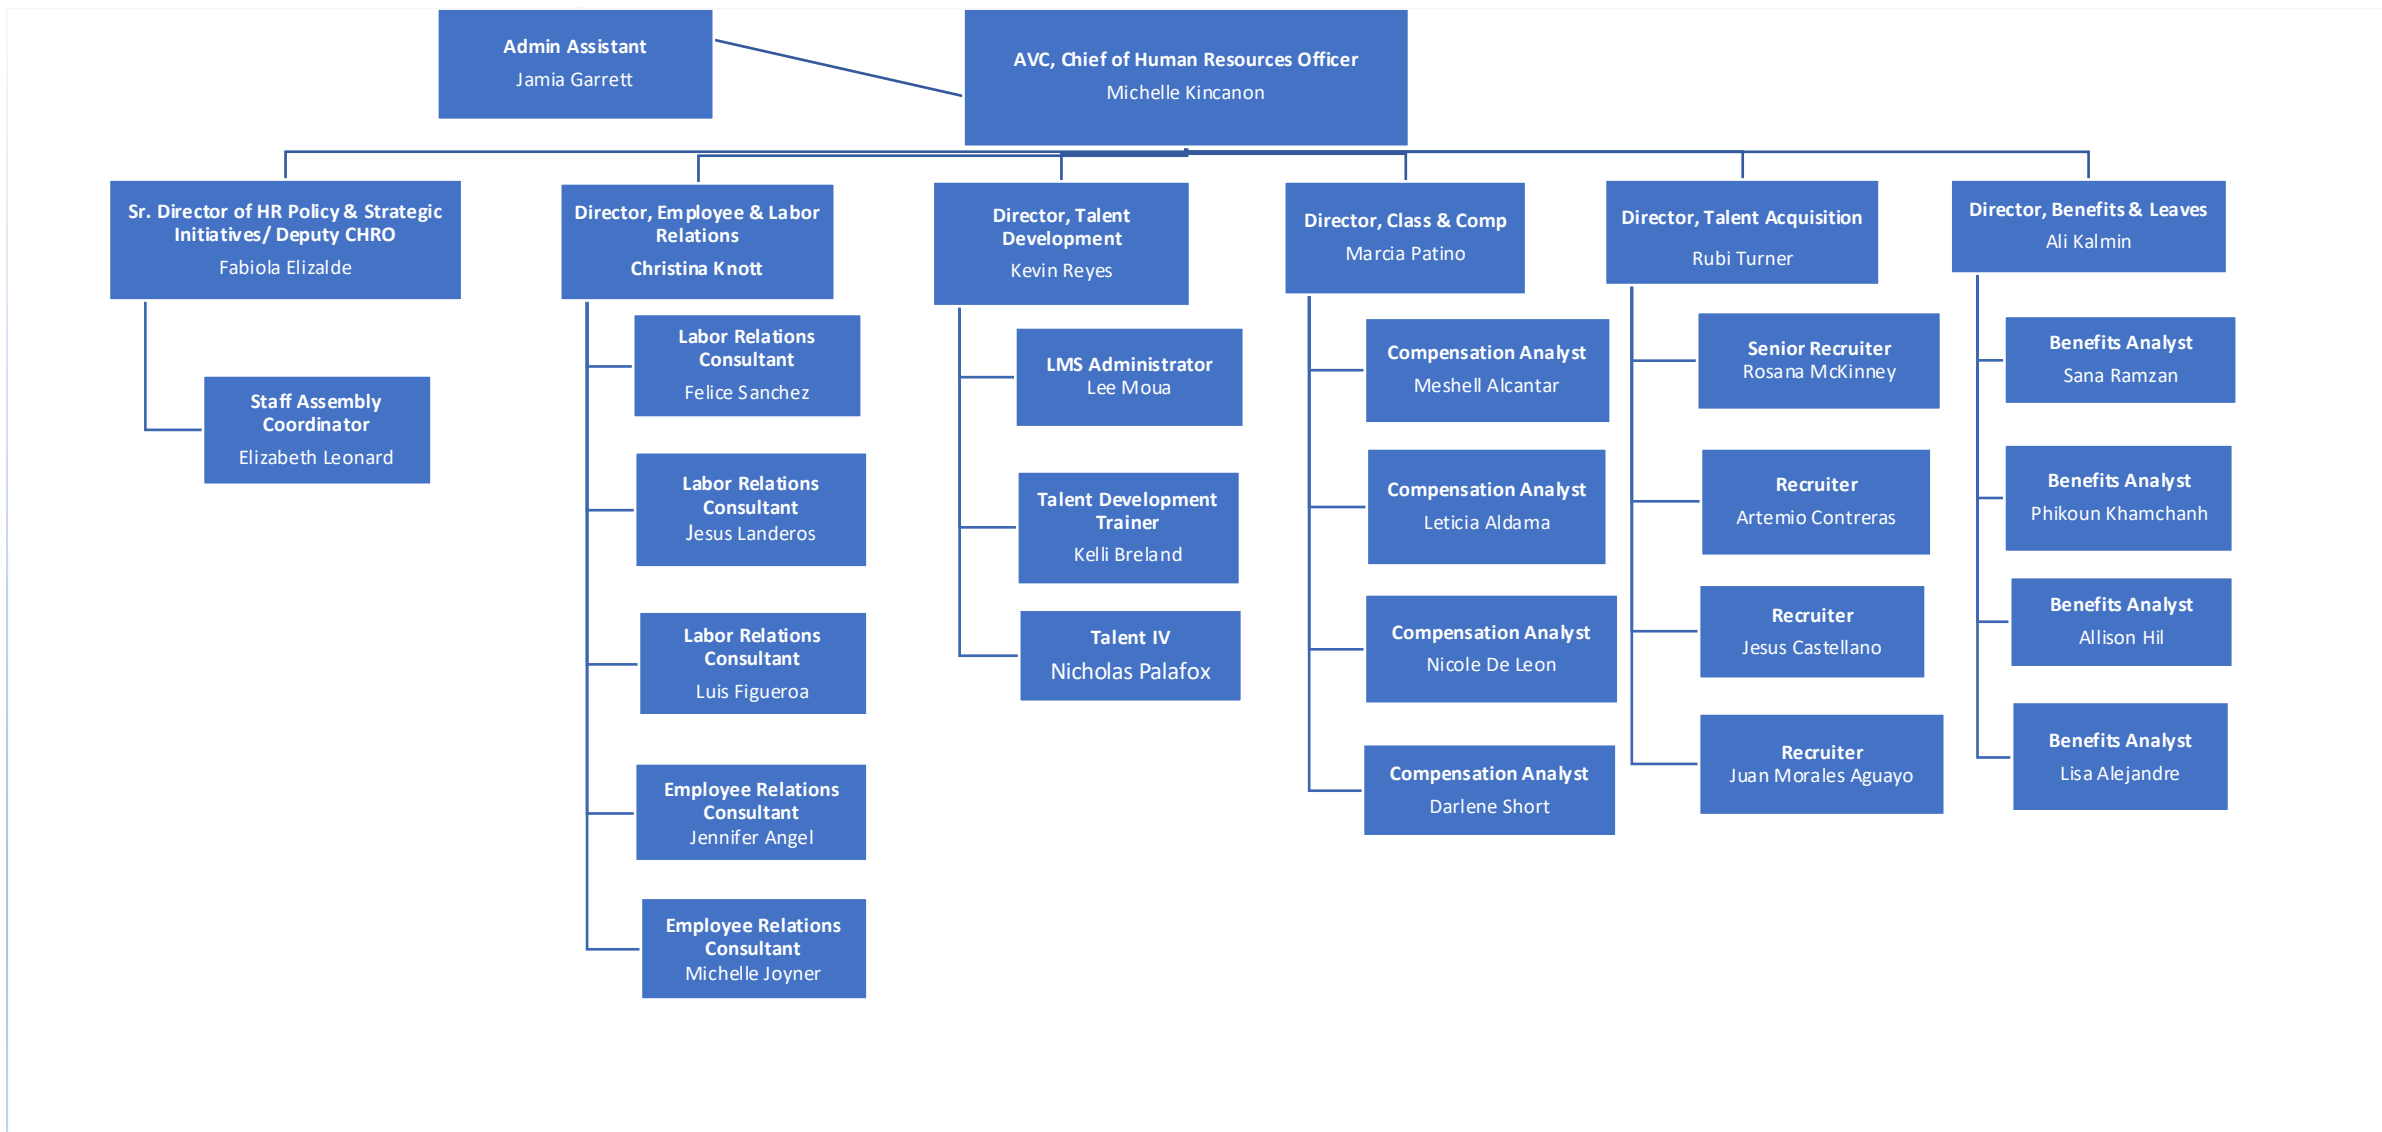 Admin Assistant
Jamia Garrett
AVC, Chief of Human Resources Officer
Michelle Kincanon
Sr. Director of HR Policy & Strategic
Initiatives/ Deputy CHRO
Fabiola Elizalde
Staff Assembly
Coordinator
Elizabeth Leonard
Director, Employee & Labor
Relations
Christina Knott
Labor Relations
Consultant
Felice Sanchez
Labor Relations
Consultant
Jesus Landeros
Labor Relations
Consultant
Luis Figueroa
Employee Relations
Consultant
Jennifer Angel
Employee Relations
Consultant
Michelle Joyner
Director, Talent
Development
Kevin Reyes
LMS Administrator
Lee Moua
Talent Development
Trainer
Kelli Breland
Talent IV
Nicholas Palafox
Director, Class & Comp
Marcia Patino
Compensation Analyst
Meshell Alcantar
Compensation Analyst
Leticia Aldama
Compensation Analyst
Nicole De Leon
Compensation Analyst
Darlene Short
Director, Talent Acquisition
Rubi Turner
Senior Recruiter
Rosana McKinney
Recruiter
Artemio Contreras
Recruiter
Jesus Castellano
Recruiter
Juan Morales Aguayo
Director, Benefits & Leaves
Ali Kalmin
Benefits Analyst
Sana Ramzan
Benefits Analyst
Phikoun Khamchanh
Benefits Analyst
Allison Hil
Benefits Analyst
Lisa Alejandre